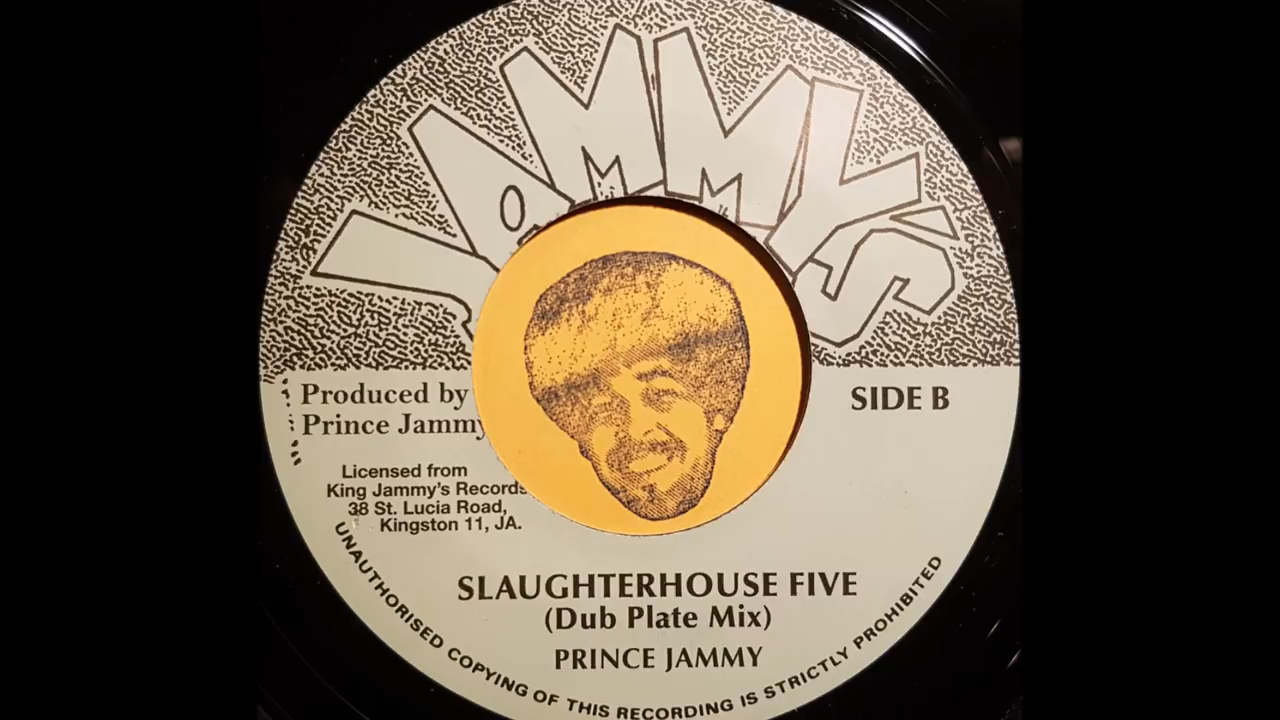 JAMMY'S
Produced by
Prince Jammy
SIDE B
Licensed from
King Jammy's Records
38 St. Lucia Road,
Kingston 11, JA.
SLAUGHTERHOUSE FIVE
(Dub Plate Mix)
PRINCE JAMMY
UNAUTHORISED COPYING OF THIS RECORDING IS STRICTLY PROHIBITED